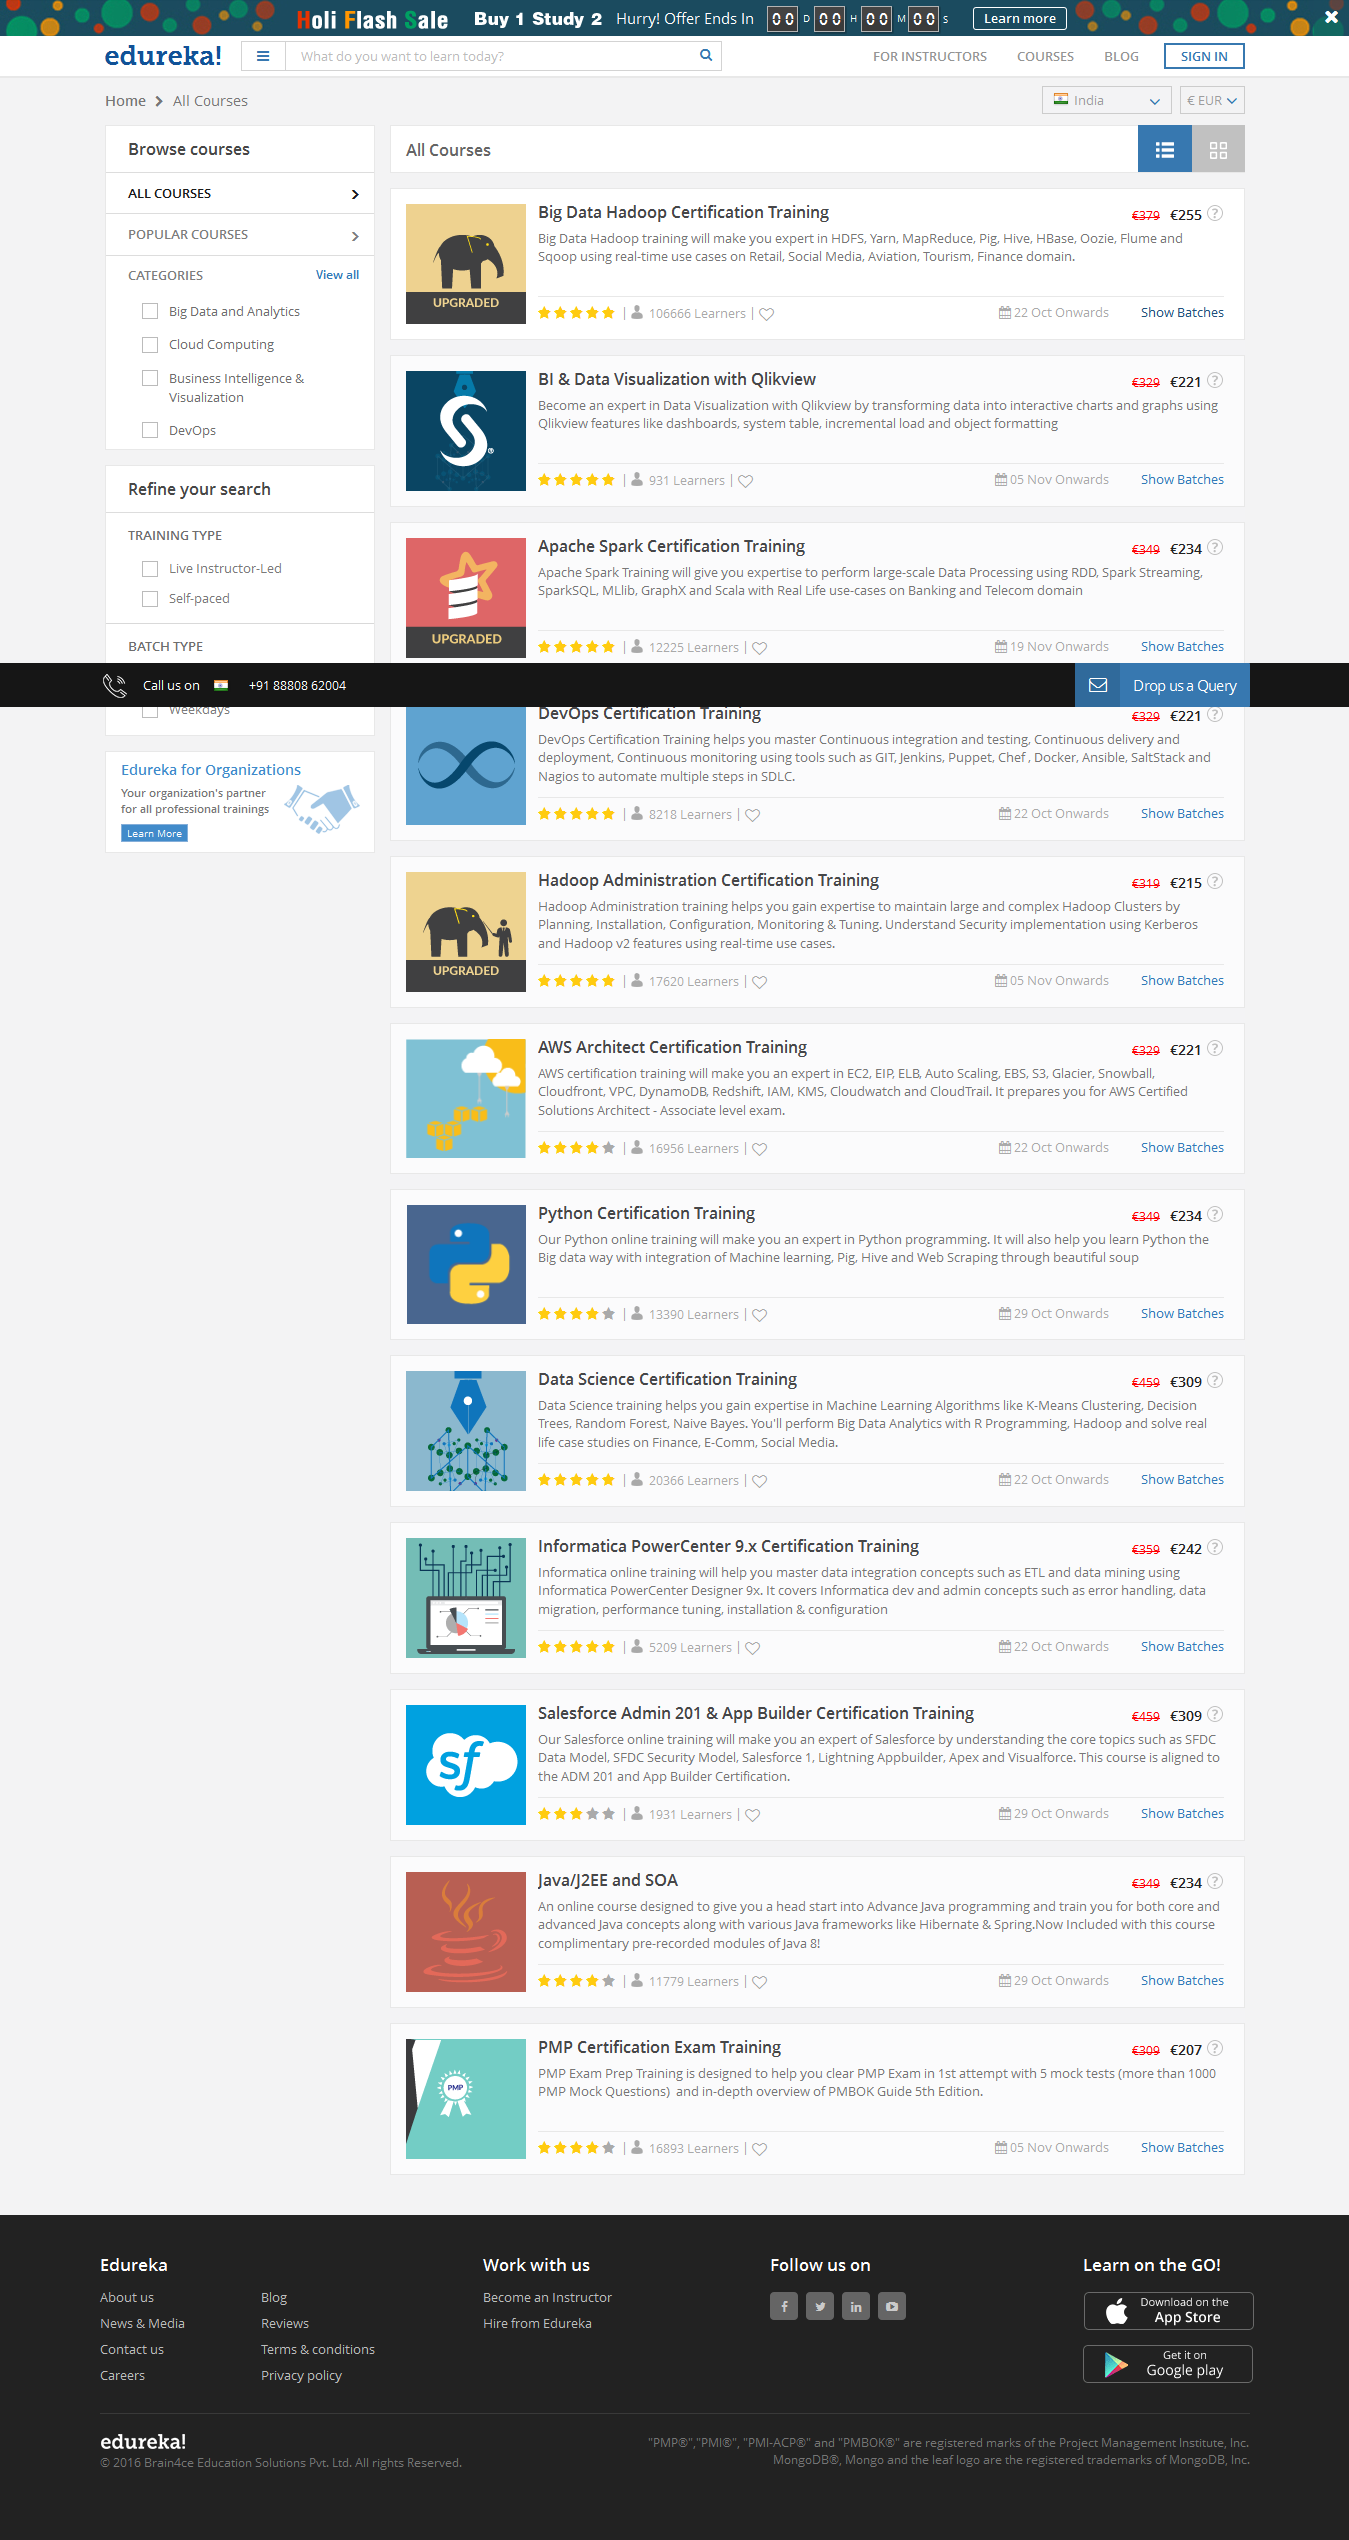 Holi Flash Sale Buy 1 Study 2 Hurry! Offer Ends In 00 D 00 H 00 M 00 S Learn more
edureka! What do you want to learn today? FOR INSTRUCTORS COURSES BLOG SIGN IN
Home All Courses India € EUR
Browse courses
ALL COURSES
POPULAR COURSES
CATEGORIES View all
Big Data and Analytics
Cloud Computing
Business Intelligence &
Visualization
DevOps
Refine your search
TRAINING TYPE
Live Instructor-Led
Self-paced
BATCH TYPE
Weekdays
Edureka for Organizations
Your organization's partner
for all professional trainings
Learn More
All Courses
Big Data Hadoop Certification Training €379 €255 ?
Big Data Hadoop training will make you expert in HDFS, Yarn, MapReduce, Pig, Hive, HBase, Oozie, Flume and
Sqoop using real-time use cases on Retail, Social Media, Aviation, Tourism, Finance domain.
UPGRADED
| 106666 Learners | 22 Oct Onwards Show Batches
BI & Data Visualization with Qlikview €329 €221 ?
Become an expert in Data Visualization with Qlikview by transforming data into interactive charts and graphs using
Qlikview features like dashboards, system table, incremental load and object formatting
| 931 Learners | 05 Nov Onwards Show Batches
Apache Spark Certification Training €349 €234 ?
Apache Spark Training will give you expertise to perform large-scale Data Processing using RDD, Spark Streaming,
SparkSQL, MLlib, GraphX and Scala with Real Life use-cases on Banking and Telecom domain
UPGRADED
| 12225 Learners | 19 Nov Onwards Show Batches
Call us on +91 88808 62004 Drop us a Query
DevOps Certification Training €329 €221 ?
DevOps Certification Training helps you master Continuous integration and testing, Continuous delivery and
deployment, Continuous monitoring using tools such as GIT, Jenkins, Puppet, Chef , Docker, Ansible, SaltStack and
Nagios to automate multiple steps in SDLC.
| 8218 Learners | 22 Oct Onwards Show Batches
Hadoop Administration Certification Training €319 €215 ?
Hadoop Administration training helps you gain expertise to maintain large and complex Hadoop Clusters by
Planning, Installation, Configuration, Monitoring & Tuning. Understand Security implementation using Kerberos
and Hadoop v2 features using real-time use cases.
UPGRADED
| 17620 Learners | 05 Nov Onwards Show Batches
AWS Architect Certification Training €329 €221 ?
AWS certification training will make you an expert in EC2, EIP, ELB, Auto Scaling, EBS, S3, Glacier, Snowball,
Cloudfront, VPC, DynamoDB, Redshift, IAM, KMS, Cloudwatch and CloudTrail. It prepares you for AWS Certified
Solutions Architect - Associate level exam.
| 16956 Learners | 22 Oct Onwards Show Batches
Python Certification Training €349 €234 ?
Our Python online training will make you an expert in Python programming. It will also help you learn Python the
Big data way with integration of Machine learning, Pig, Hive and Web Scraping through beautiful soup
| 13390 Learners | 29 Oct Onwards Show Batches
Data Science Certification Training €459 €309 ?
Data Science training helps you gain expertise in Machine Learning Algorithms like K-Means Clustering, Decision
Trees, Random Forest, Naive Bayes. You'll perform Big Data Analytics with R Programming, Hadoop and solve real
life case studies on Finance, E-Comm, Social Media.
| 20366 Learners | 22 Oct Onwards Show Batches
Informatica PowerCenter 9.x Certification Training €359 €242 ?
Informatica online training will help you master data integration concepts such as ETL and data mining using
Informatica PowerCenter Designer 9x. It covers Informatica dev and admin concepts such as error handling, data
migration, performance tuning, installation & configuration
| 5209 Learners | 22 Oct Onwards Show Batches
Salesforce Admin 201 & App Builder Certification Training €459 €309 ?
Our Salesforce online training will make you an expert of Salesforce by understanding the core topics such as SFDC
Data Model, SFDC Security Model, Salesforce 1, Lightning Appbuilder, Apex and Visualforce. This course is aligned to
the ADM 201 and App Builder Certification.
sf
| 1931 Learners | 29 Oct Onwards Show Batches
Java/J2EE and SOA €349 €234 ?
An online course designed to give you a head start into Advance Java programming and train you for both core and
advanced Java concepts along with various Java frameworks like Hibernate & Spring.Now Included with this course
complimentary pre-recorded modules of Java 8!
| 11779 Learners | 29 Oct Onwards Show Batches
PMP Certification Exam Training €309 €207 ?
PMP Exam Prep Training is designed to help you clear PMP Exam in 1st attempt with 5 mock tests (more than 1000
PMP Mock Questions) and in-depth overview of PMBOK Guide 5th Edition.
PMP
| 16893 Learners | 05 Nov Onwards Show Batches
Edureka Work with us Follow us on Learn on the GO!
About us Blog Become an Instructor
News & Media Reviews Hire from Edureka
Contact us Terms & conditions
Careers Privacy policy
Download on the
App Store
Get it on
Google play
edureka!
© 2016 Brain4ce Education Solutions Pvt. Ltd. All rights Reserved.
"PMP®","PMI®", "PMI-ACP®" and "PMBOK®" are registered marks of the Project Management Institute, Inc.
MongoDB®, Mongo and the leaf logo are the registered trademarks of MongoDB, Inc.